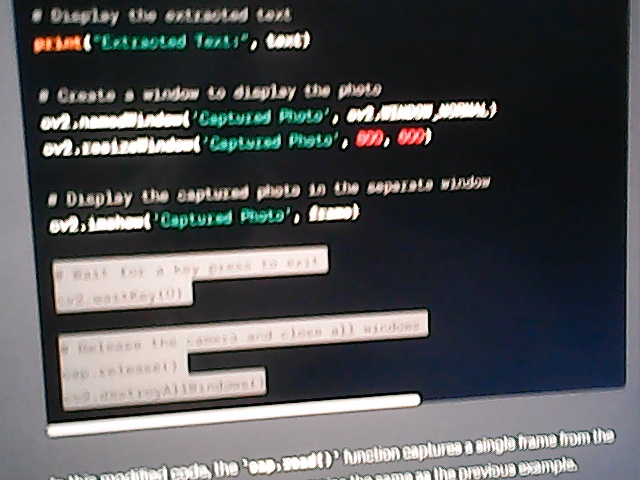 # Display the extracted text
print("Extracted Text:", text)
# Create a window to display the photo
cv2.namedWindow('Captured Photo', cv2.WINDOW_NORMAL)
cv2.resizeWindow('Captured Photo', 600)
# Display the captured photo in the separate window
cv2.imshow('Captured Photo', frame)
# Wait for a key press to exit
cv2.waitKey(0)
# Release the camera and close all windows
cap.release()
cv2.destroyAllWindows()
In this modified code, the 'cap.read()' function captures a single frame from the
the same as the previous example.